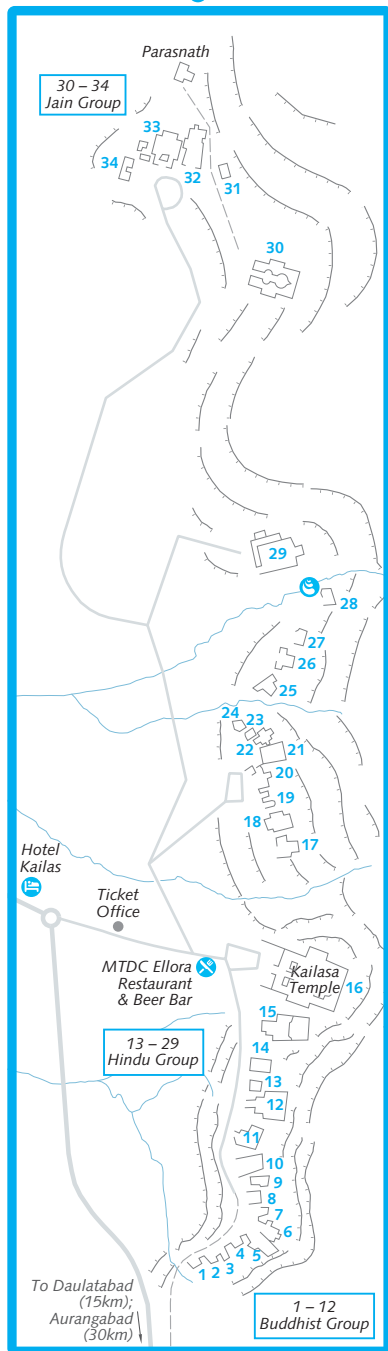 Parasnath
30 – 34
Jain Group
33
34
32
31
30
29
28
27
26
25
24
23
22
21
20
19
18
17
Hotel
Kailas
Ticket
Office
MTDC Ellora
Restaurant
& Beer Bar
Kailasa
Temple
16
15
13 – 29
Hindu Group
14
13
12
11
10
9
8
7
6
5
4
3
2
1
To Daulatabad
(15km);
Aurangabad
(30km)
1 – 12
Buddhist Group